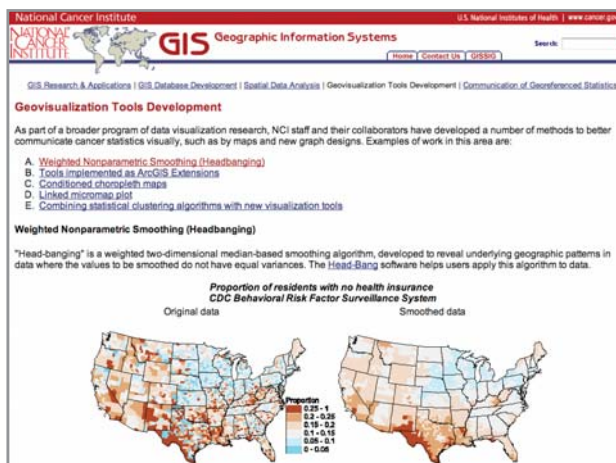 National Cancer Institute
U.S. National Institutes of Health | www.cancer.gov
NATIONAL
CANCER
INSTITUTE
GIS Geographic Information Systems
Search:
Home | Contact Us | GISSIG
GIS Research & Applications | GIS Database Development | Spatial Data Analysis | Geovisualization Tools Development | Communication of Georeferenced Statistics
Geovisualization Tools Development
As part of a broader program of data visualization research, NCI staff and their collaborators have developed a number of methods to better
communicate cancer statistics visually, such as by maps and new graph designs. Examples of work in this area are:
A. Weighted Nonparametric Smoothing (Headbanging)
B. Tools implemented as ArcGIS Extensions
C. Conditioned choropleth maps
D. Linked micromap plot
E. Combining statistical clustering algorithms with new visualization tools
Weighted Nonparametric Smoothing (Headbanging)
"Head-banging" is a weighted two-dimensional median-based smoothing algorithm, developed to reveal underlying geographic patterns in
data where the values to be smoothed do not have equal variances. The Head-Bang software helps users apply this algorithm to data.
Proportion of residents with no health insurance
CDC Behavioral Risk Factor Surveillance System
Original data
Smoothed data
Proportion
0.25 - 1
0.2 - 0.25
0.15 - 0.2
0.1 - 0.15
0.05 - 0.1
0 - 0.05